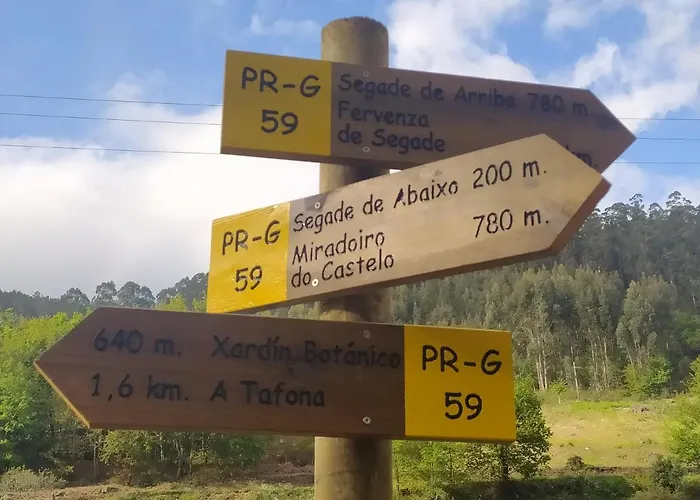 PR-G
59
Segade de Arriba 780 m.
Fervenza
de Segade km.
PR-G
59
Segade de Abaixo 200 m.
Miradoiro
do Castelo 780 m.
640 m. Xardín Botánico
1,6 km. A Tafona
PR-G
59